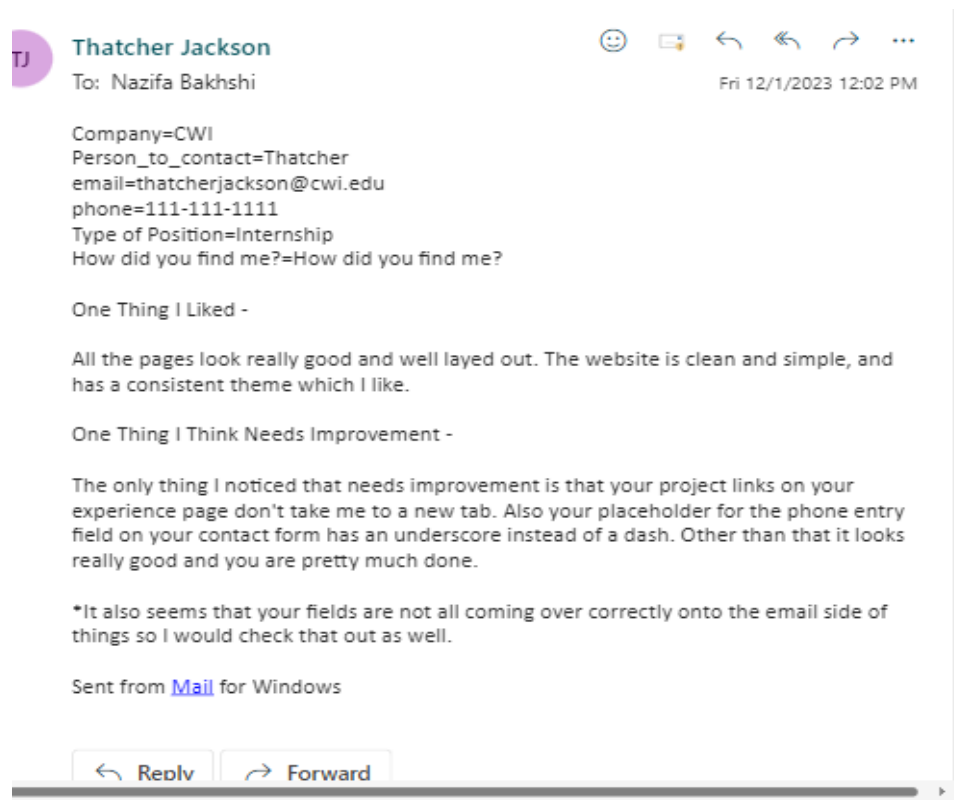 TJ
Thatcher Jackson
To: Nazifa Bakhshi
Fri 12/1/2023 12:02 PM
Company=CWI
Person_to_contact=Thatcher
email=thatcherjackson@cwi.edu
phone=111-111-1111
Type of Position=Internship
How did you find me?=How did you find me?
One Thing I Liked -
All the pages look really good and well layed out. The website is clean and simple, and
has a consistent theme which I like.
One Thing I Think Needs Improvement -
The only thing I noticed that needs improvement is that your project links on your
experience page don't take me to a new tab. Also your placeholder for the phone entry
field on your contact form has an underscore instead of a dash. Other than that it looks
really good and you are pretty much done.
*It also seems that your fields are not all coming over correctly onto the email side of
things so I would check that out as well.
Sent from Mail for Windows
Reply
Forward